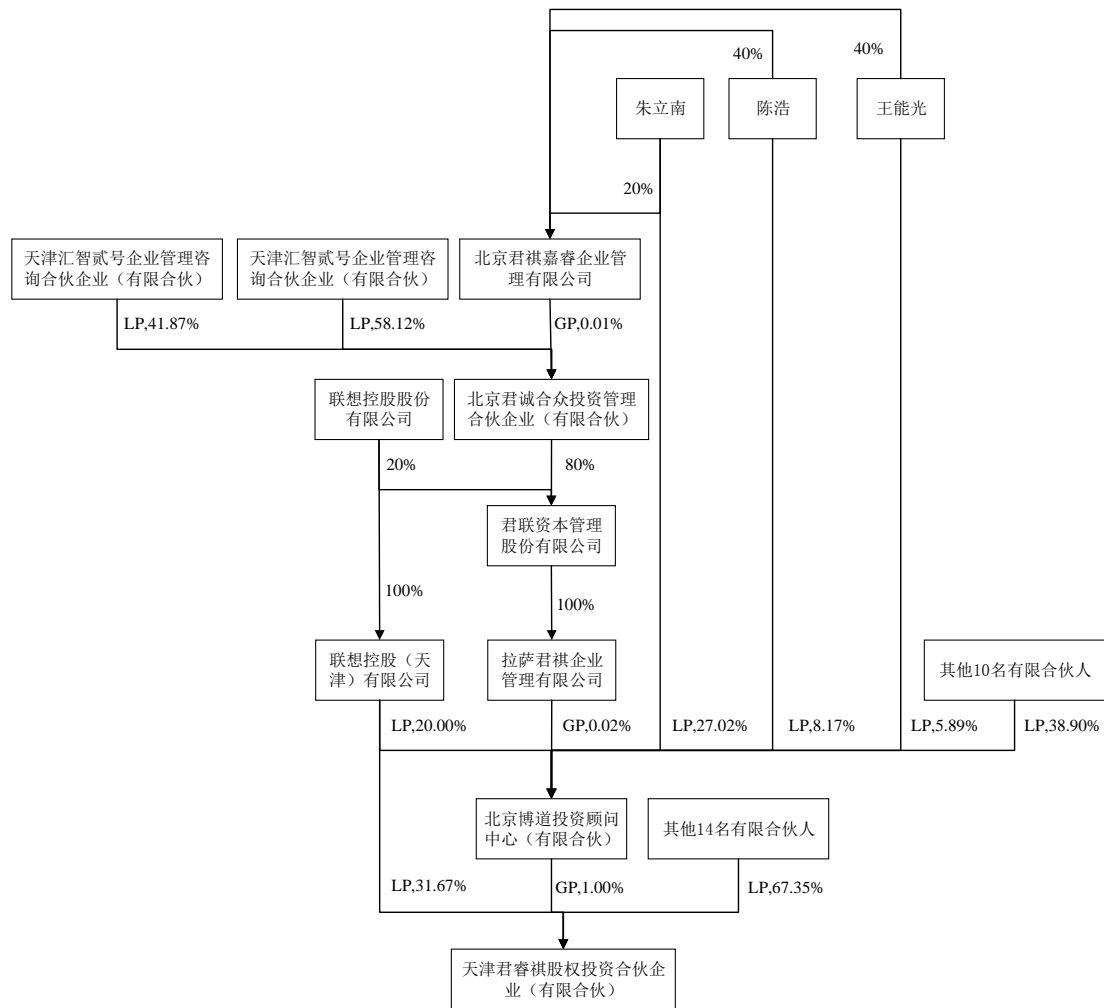 40%
40%
朱立南
陈浩
王能光
20%
天津汇智贰号企业管理咨
询合伙企业（有限合伙）
天津汇智贰号企业管理咨
询合伙企业（有限合伙）
北京君祺嘉睿企业管
理有限公司
LP,41.87%
LP,58.12%
GP,0.01%
联想控股股份
有限公司
北京君诚合众投资管理
合伙企业（有限合伙）
20%
80%
君联资本管理
股份有限公司
100%
100%
联想控股（天
津）有限公司
拉萨君祺企业
管理有限公司
其他10名有限合伙人
LP,20.00%
GP,0.02%
LP,27.02%
LP,8.17%
LP,5.89%
LP,38.90%
北京博道投资顾问
中心（有限合伙）
其他14名有限合伙人
LP,31.67%
GP,1.00%
LP,67.35%
天津君睿祺股权投资合伙企
业（有限合伙）